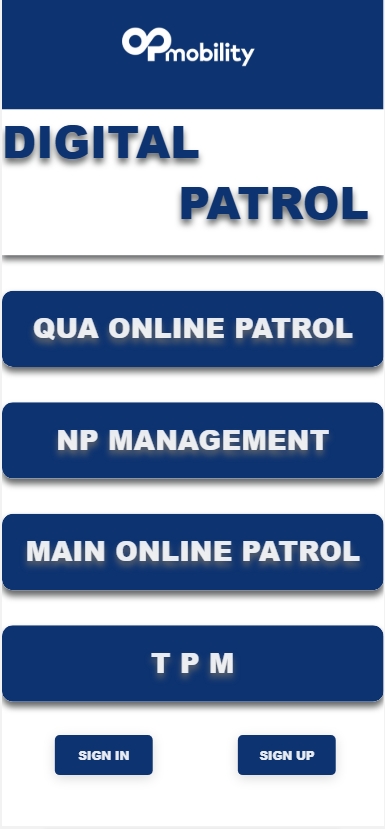 OPmobility
DIGITAL
PATROL
QUA ONLINE PATROL
NP MANAGEMENT
MAIN ONLINE PATROL
T P M
SIGN IN
SIGN UP